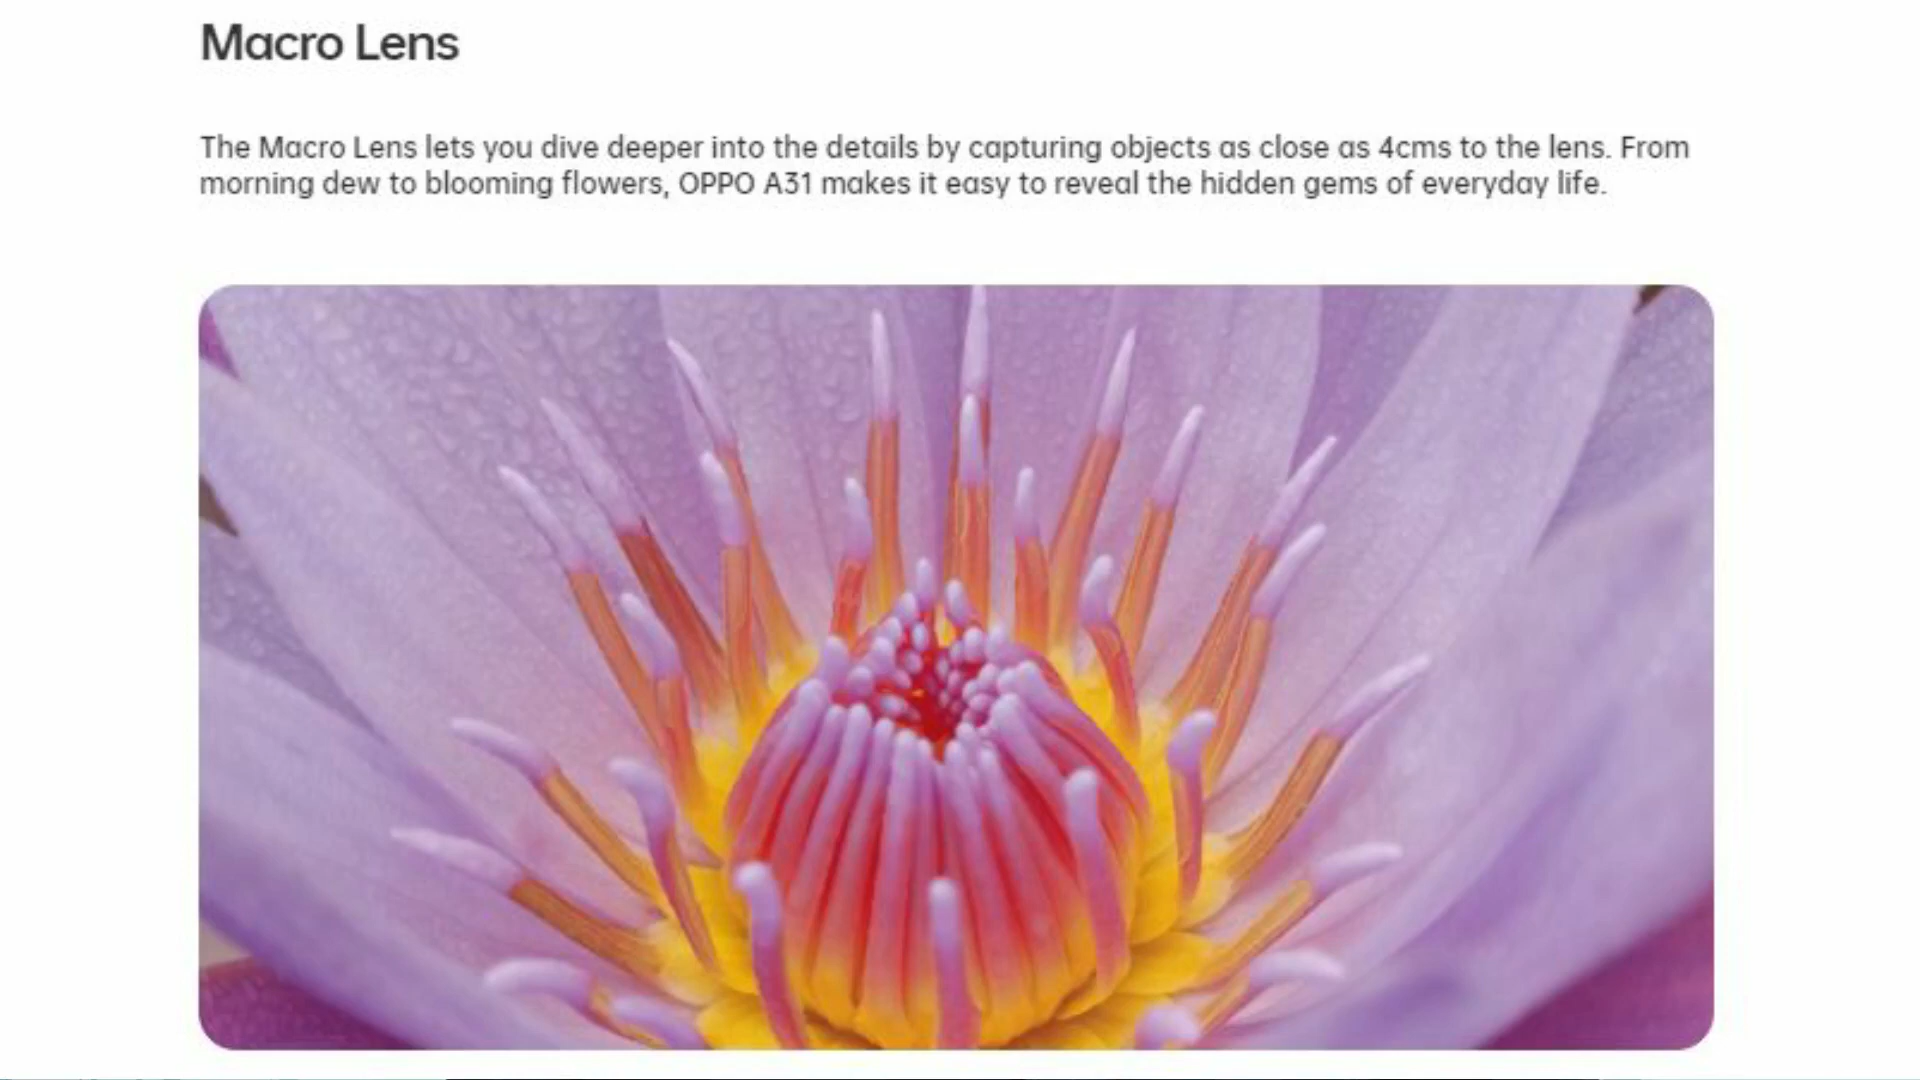 Macro Lens
The Macro Lens lets you dive deeper into the details by capturing objects as close as 4cms to the lens. From
morning dew to blooming flowers, OPPO A31 makes it easy to reveal the hidden gems of everyday life.